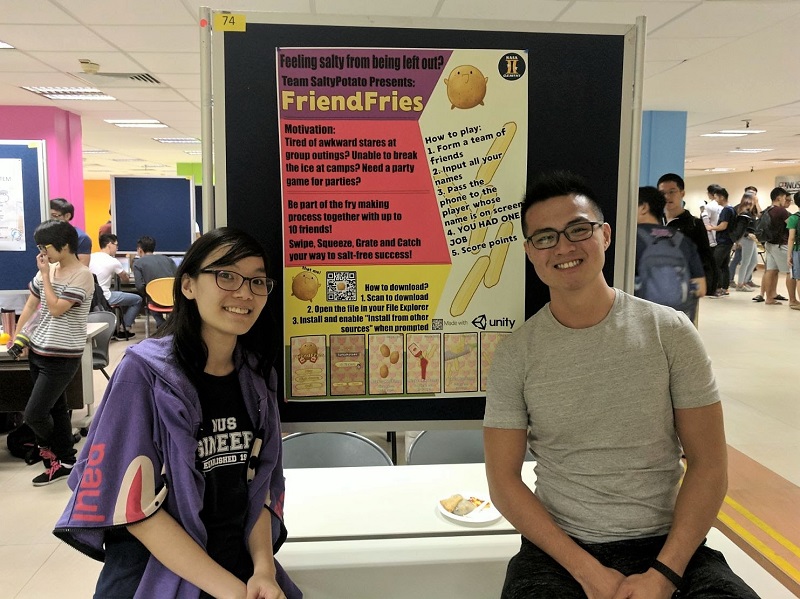 74
Feeling salty from being left out?
Team SaltyPotato Presents:
FriendFries
Motivation:
Tired of awkward stares at
group outings? Unable to break
the ice at camps? Need a party
game for parties?
Be part of the fry making
process together with up to
10 friends!
Swipe, Squeeze, Grate and Catch
your way to salt-free success!
How to play:
1. Form a team of
friends
2. Input all your
names
3. Pass the
phone to the
player whose
name is on screen
4. YOU HAD ONE
JOB
5. Score points
How to download?
1. Scan to download
2. Open the file in your File Explorer
3. Install and enable "Install from other
sources" when prompted
Made with unity
NUS
ESTABLISHED
paul